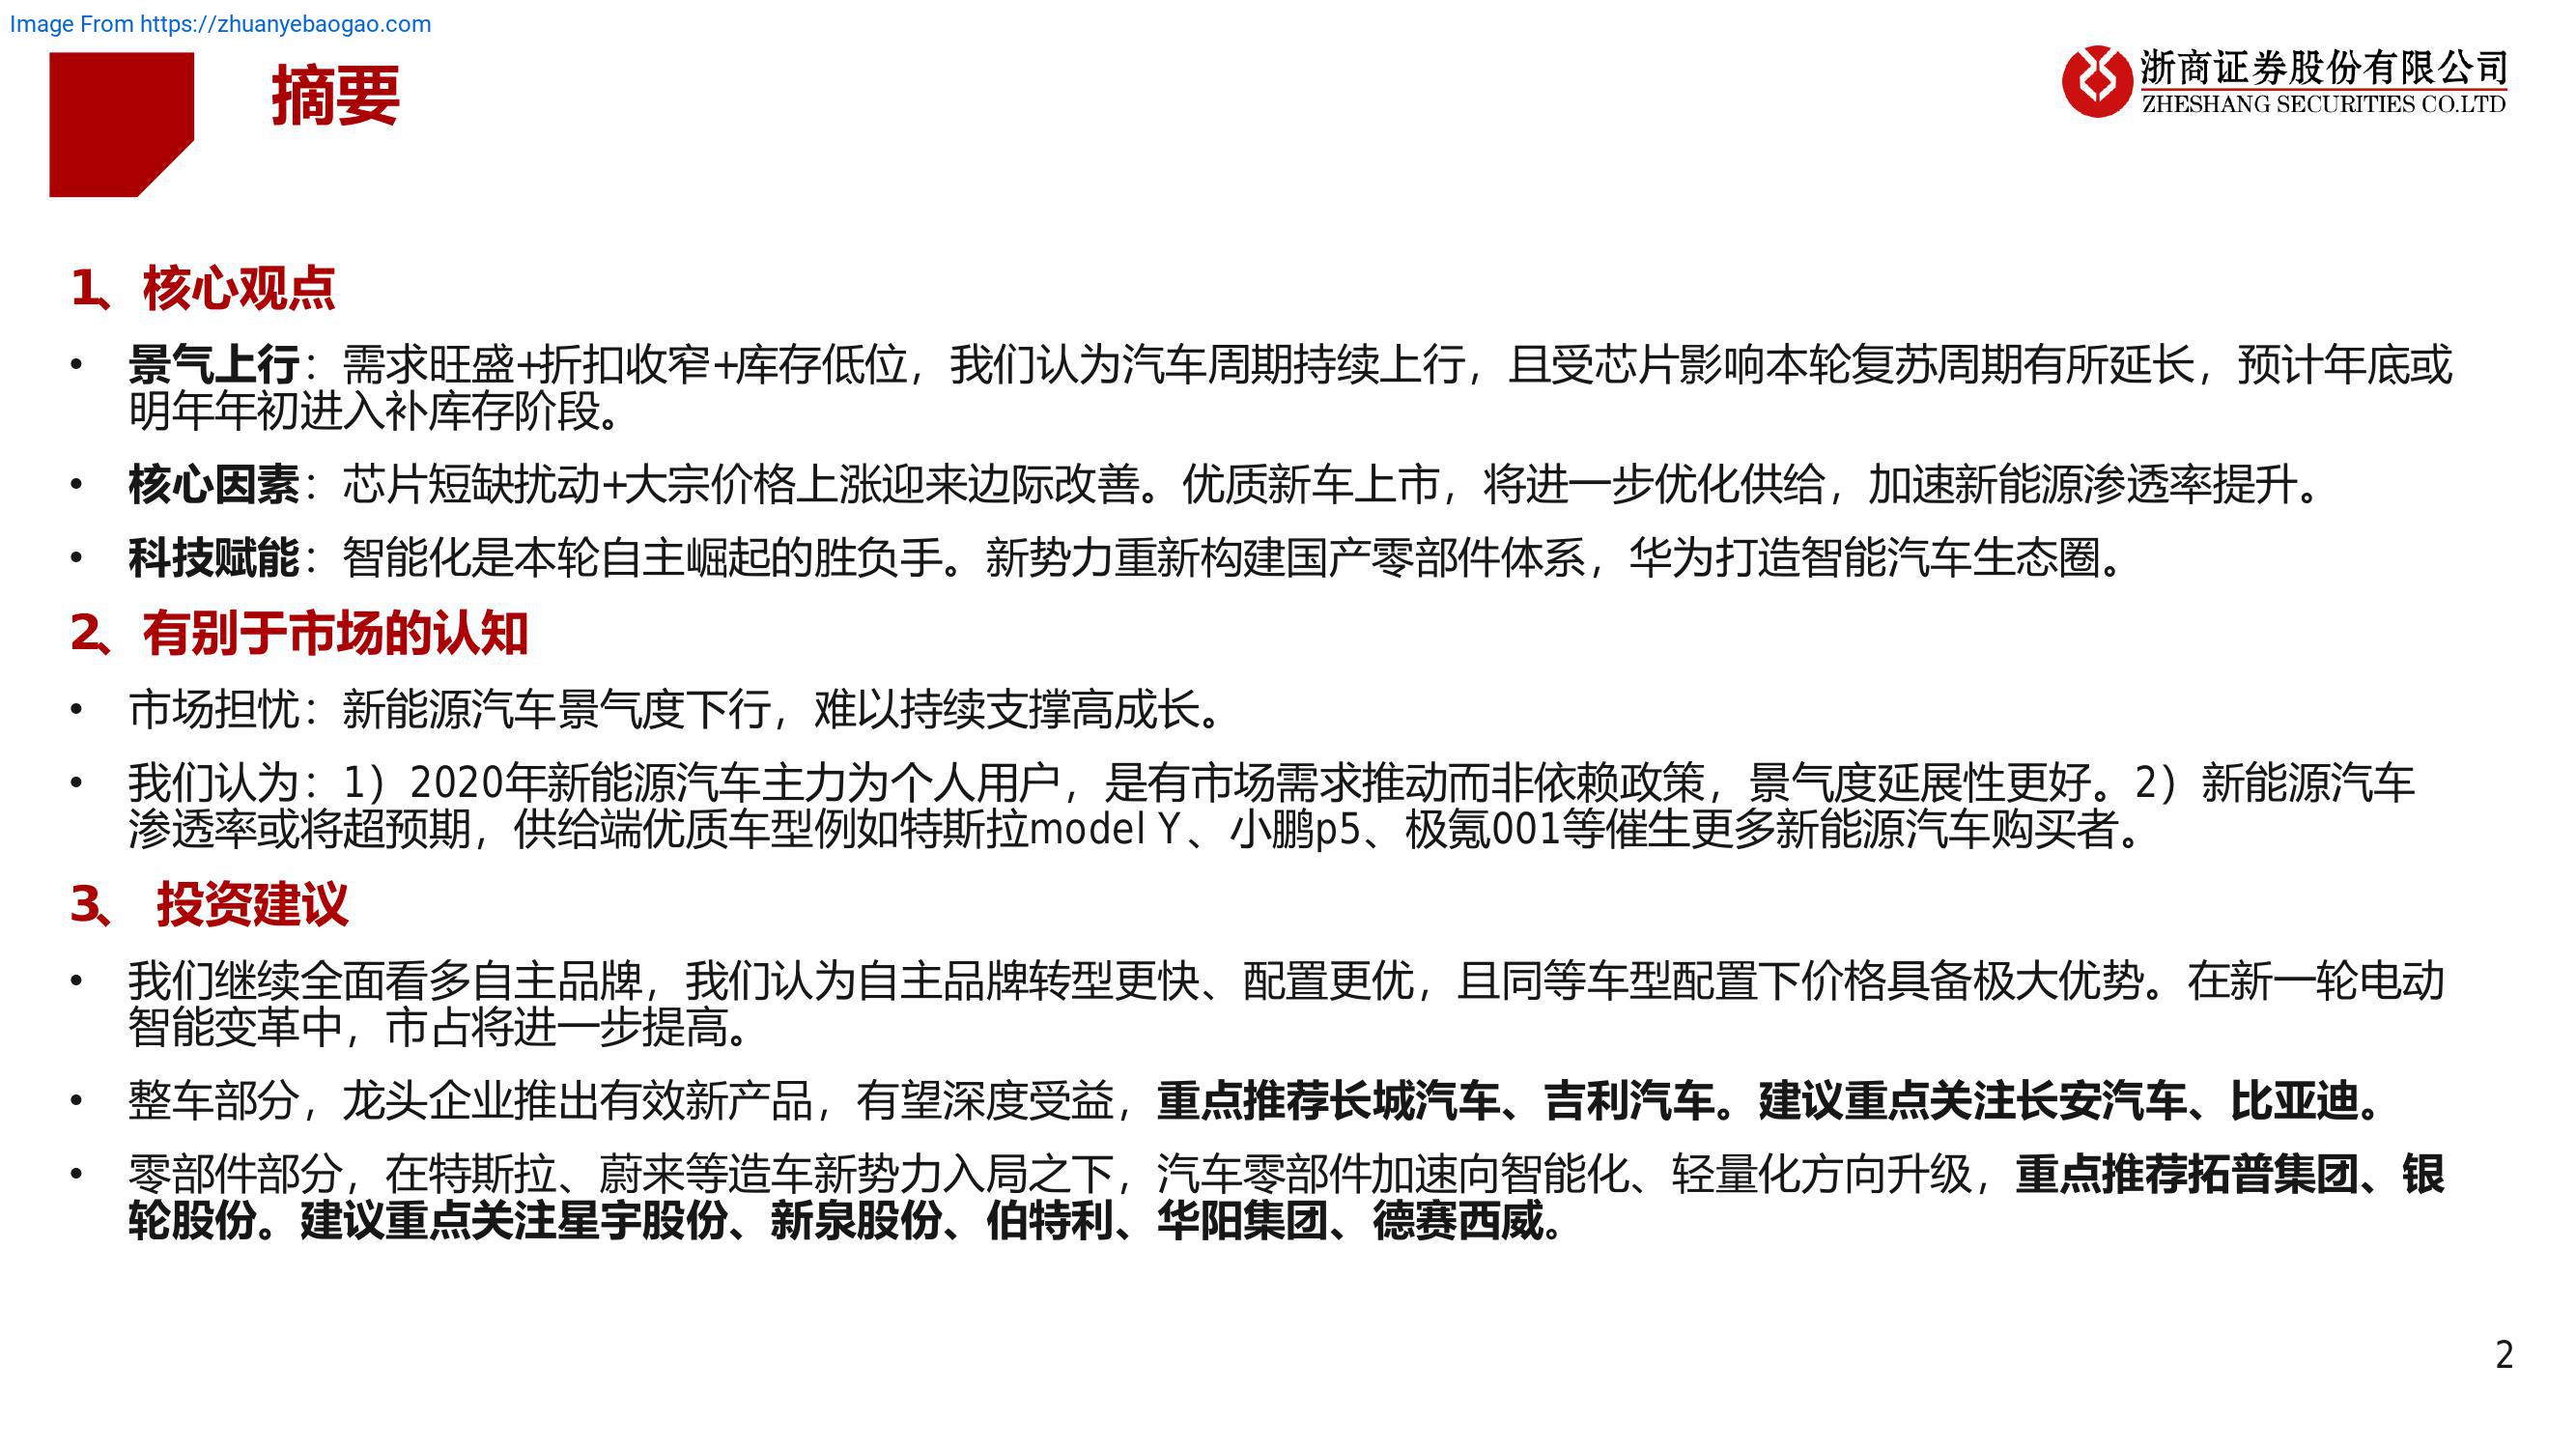 Image From https://zhuanyebaogao.com
摘要
浙商证券股份有限公司
ZHESHANG SECURITIES CO.LTD
1、核心观点
• 景气上行：需求旺盛+折扣收窄+库存低位，我们认为汽车周期持续上行，且受芯片影响本轮复苏周期有所延长，预计年底或
明年年初进入补库存阶段。
• 核心因素：芯片短缺扰动+大宗价格上涨迎来边际改善。优质新车上市，将进一步优化供给，加速新能源渗透率提升。
• 科技赋能：智能化是本轮自主崛起的胜负手。新势力重新构建国产零部件体系，华为打造智能汽车生态圈。
2、有别于市场的认知
• 市场担忧：新能源汽车景气度下行，难以持续支撑高成长。
• 我们认为：1）2020年新能源汽车主力为个人用户，是有市场需求推动而非依赖政策，景气度延展性更好。2）新能源汽车
渗透率或将超预期，供给端优质车型例如特斯拉model Y、小鹏p5、极氪001等催生更多新能源汽车购买者。
3、 投资建议
• 我们继续全面看多自主品牌，我们认为自主品牌转型更快、配置更优，且同等车型配置下价格具备极大优势。在新一轮电动
智能变革中，市占将进一步提高。
• 整车部分，龙头企业推出有效新产品，有望深度受益，重点推荐长城汽车、吉利汽车。建议重点关注长安汽车、比亚迪。
• 零部件部分，在特斯拉、蔚来等造车新势力入局之下，汽车零部件加速向智能化、轻量化方向升级，重点推荐拓普集团、银
轮股份。建议重点关注星宇股份、新泉股份、伯特利、华阳集团、德赛西威。
2